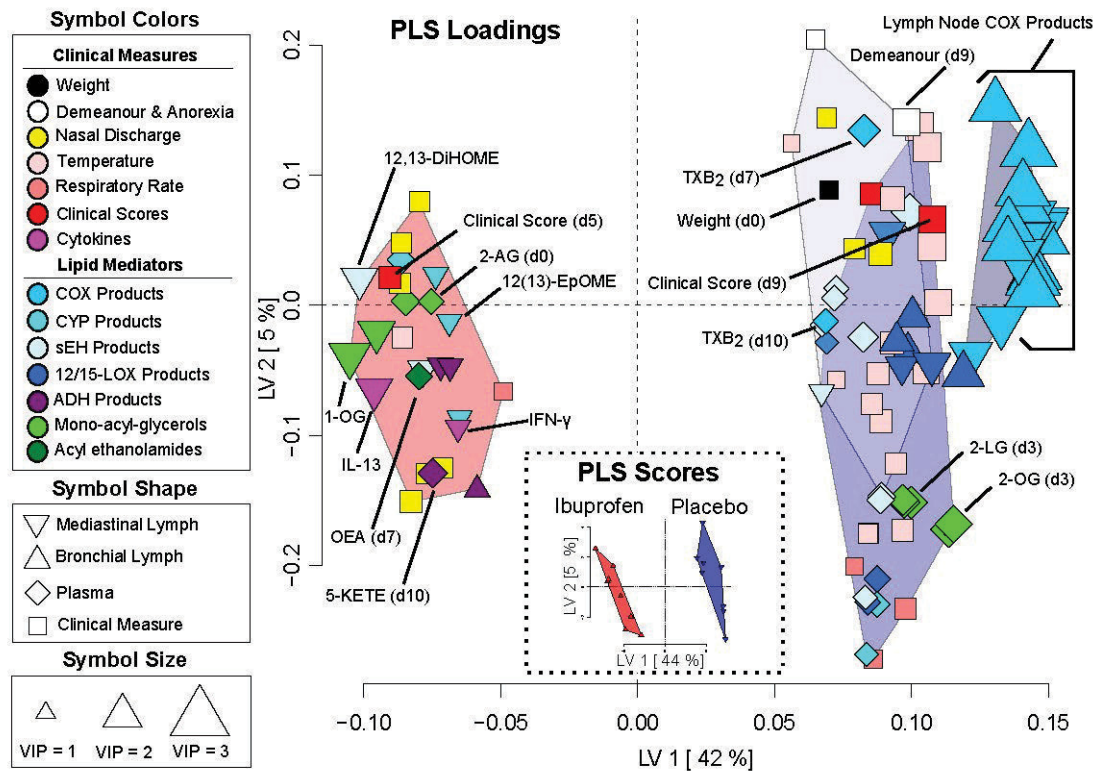 Symbol Colors
Clinical Measures
Weight
Demeanour & Anorexia
Nasal Discharge
Temperature
Respiratory Rate
Clinical Scores
Cytokines
Lipid Mediators
COX Products
CYP Products
sEH Products
12/15-LOX Products
ADH Products
Mono-acyl-glycerols
Acyl ethanolamides
Symbol Shape
Mediastinal Lymph
Bronchial Lymph
Plasma
Clinical Measure
Symbol Size
VIP = 1
VIP = 2
VIP = 3
PLS Loadings
Lymph Node COX Products
Demeanour (d9)
12,13-DiHOME
TXB₂ (d7)
Clinical Score (d5)
Weight (d0)
2-AG (d0)
12(13)-EpOME
Clinical Score (d9)
TXB₂ (d10)
1-OG
IL-13
IFN-γ
2-LG (d3)
2-OG (d3)
OEA (d7)
5-KETE (d10)
PLS Scores
Ibuprofen
Placebo
LV 2 [5 %]
LV 1 [ 44 %]
LV 2 [ 5 %]
0.2
0.1
0.0
−0.1
−0.2
−0.10
−0.05
0.00
0.05
0.10
0.15
LV 1 [ 42 %]